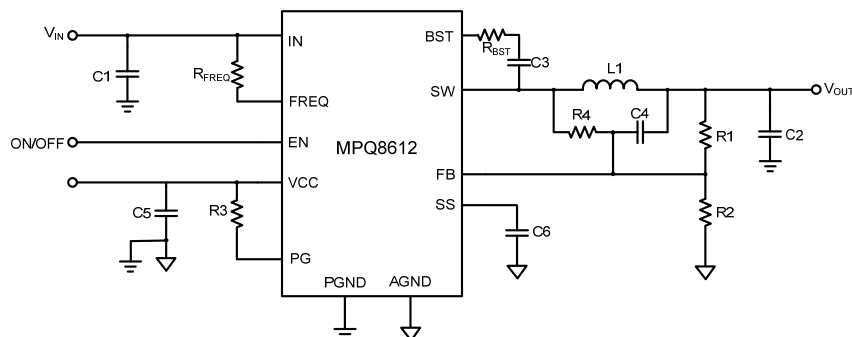 VIN
IN
BST
RBST
C3
C1
RFREQ
FREQ
SW
L1
VOUT
R4
C4
R1
C2
ON/OFF
EN
MPQ8612
VCC
FB
C5
R3
SS
C6
R2
PG
PGND
AGND